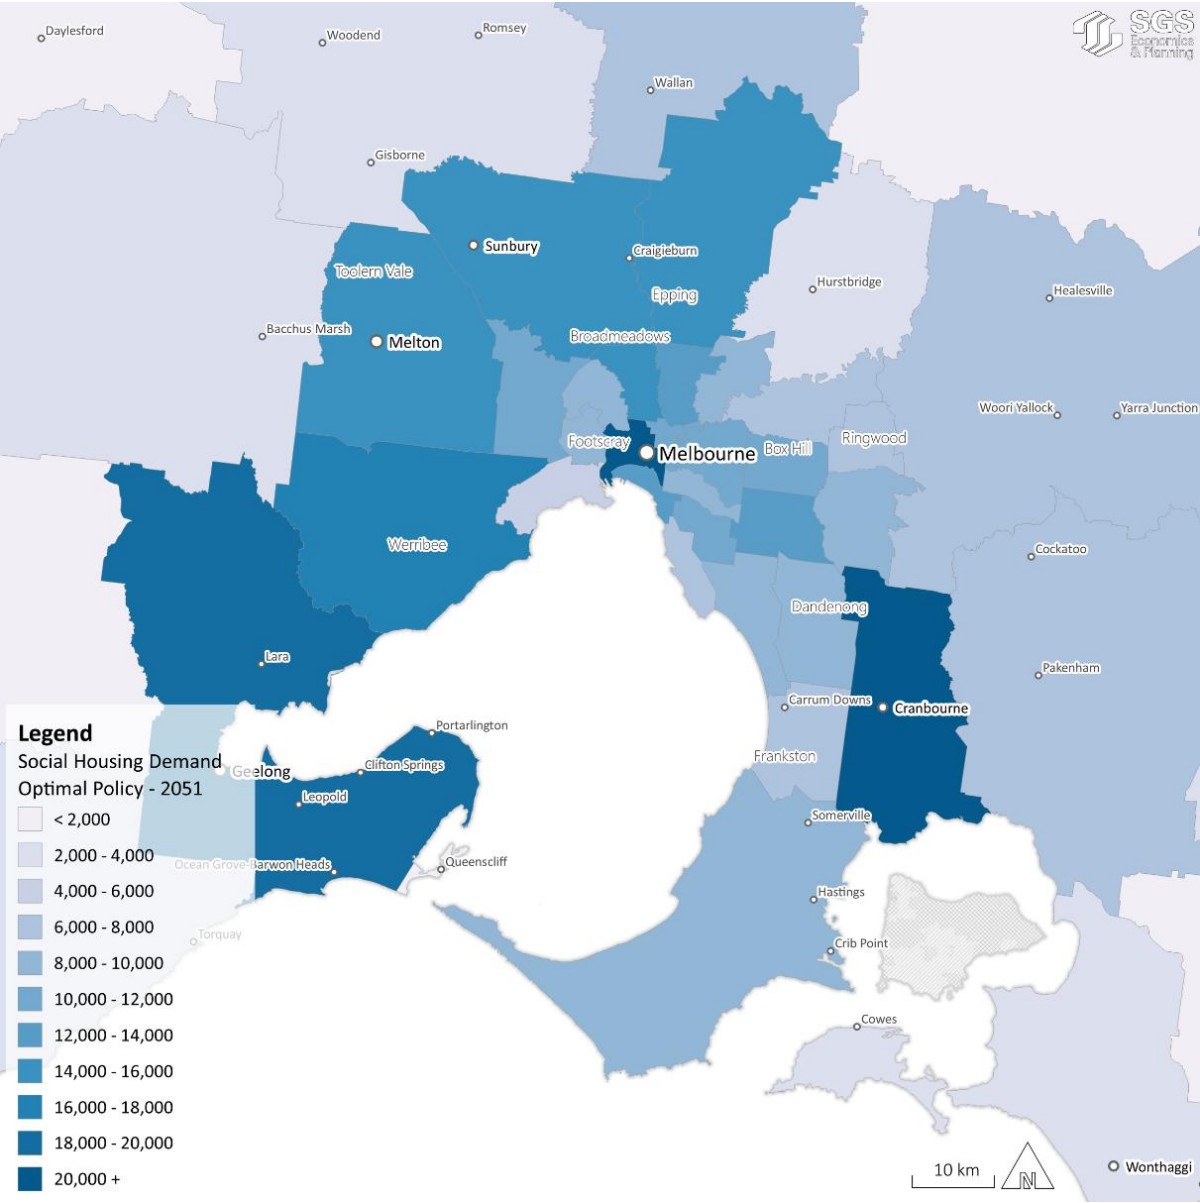 Daylesford
Woodend
Romsey
SGS
Economics
& Planning
Wallan
Gisborne
Sunbury
Craigieburn
Toolern Vale
Hurstbridge
Epping
Healesville
Bacchus Marsh
Melton
Broadmeadows
Woori Yallock
Yarra Junction
Footscray
Melbourne
Box Hill
Ringwood
Werribee
Cockatoo
Dandenong
Lara
Pakenham
Carrum Downs
Cranbourne
Portarlington
Frankston
Geelong
Clifton Springs
Leopold
Somerville
Ocean Grove-Barwon Heads
Queenscliff
Hastings
Torquay
Crib Point
Cowes
Wonthaggi
Legend
Social Housing Demand
Optimal Policy - 2051
< 2,000
2,000 - 4,000
4,000 - 6,000
6,000 - 8,000
8,000 - 10,000
10,000 - 12,000
12,000 - 14,000
14,000 - 16,000
16,000 - 18,000
18,000 - 20,000
20,000 +
10 km
N